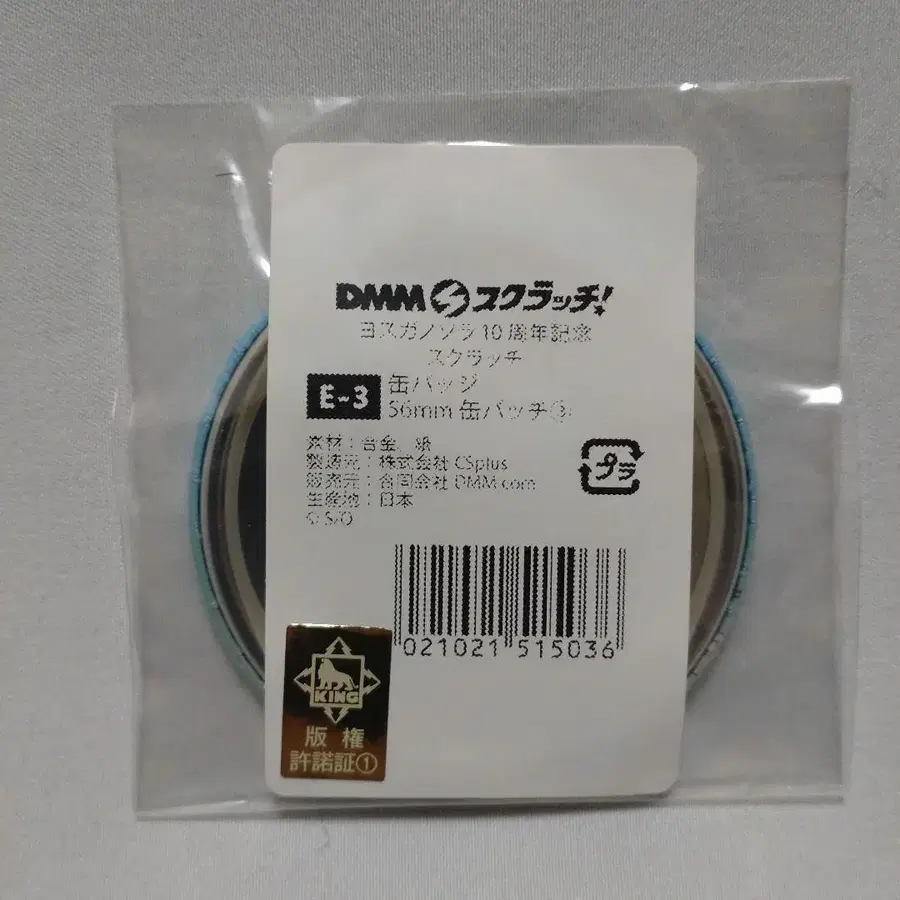 DMM スクラッチ!
ヨスガノソラ 10 周年記念
スクラッチ
E-3 缶バッジ
56mm 缶バッチ③
素材：合金、紙
製造元：株式会社 CSplus
販売元：合同会社 DMM.com
生産地：日本
© S/O
プラ
021021 515036
KING
版権
許諾証①